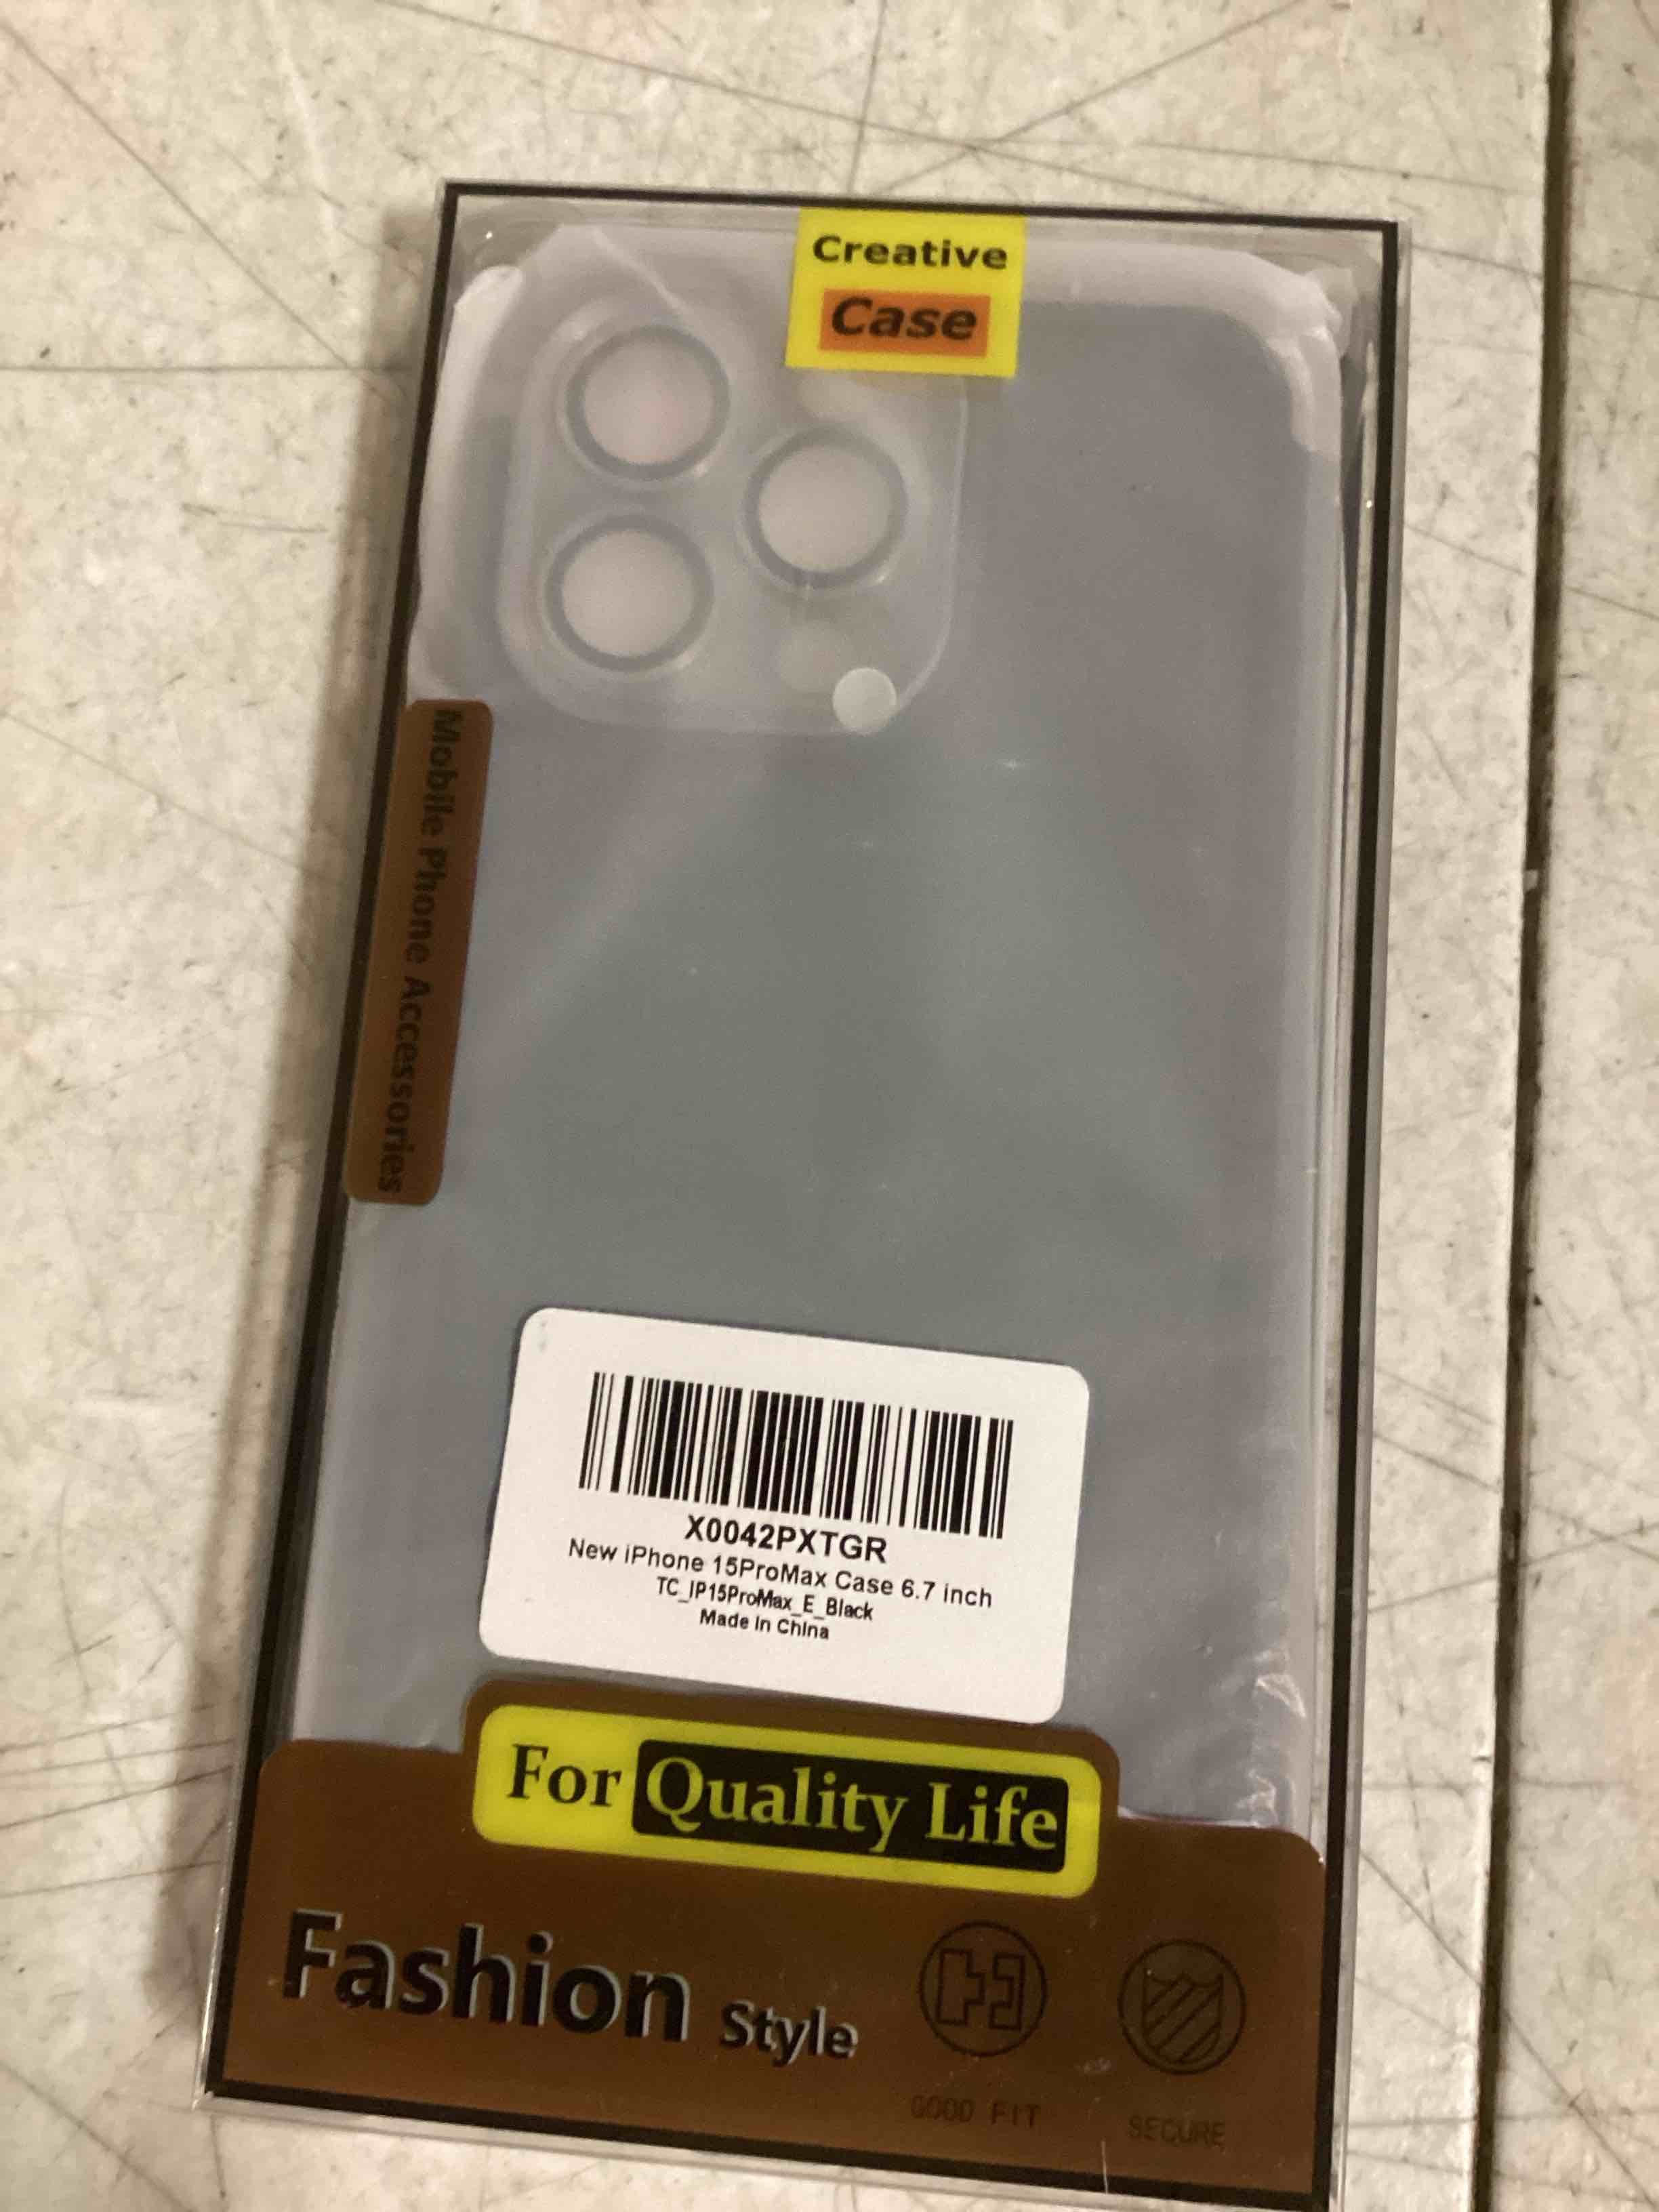 Creative
Case
Mobile Phone Accessories
X0042PXTGR
New iPhone 15ProMax Case 6.7 inch
TC_IP15ProMax_E_Black
Made in China
For Quality Life
Fashion Style
GOOD FIT
SECURE